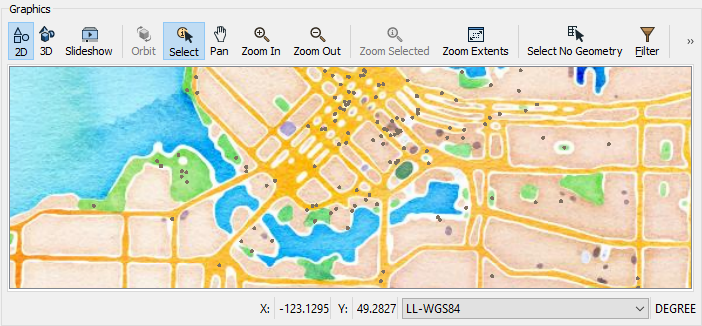 Graphics
2D 3D Slideshow Orbit Select Pan Zoom In Zoom Out Zoom Selected Zoom Extents Select No Geometry Filter »
X: -123.1295 Y: 49.2827 LL-WGS84 DEGREE